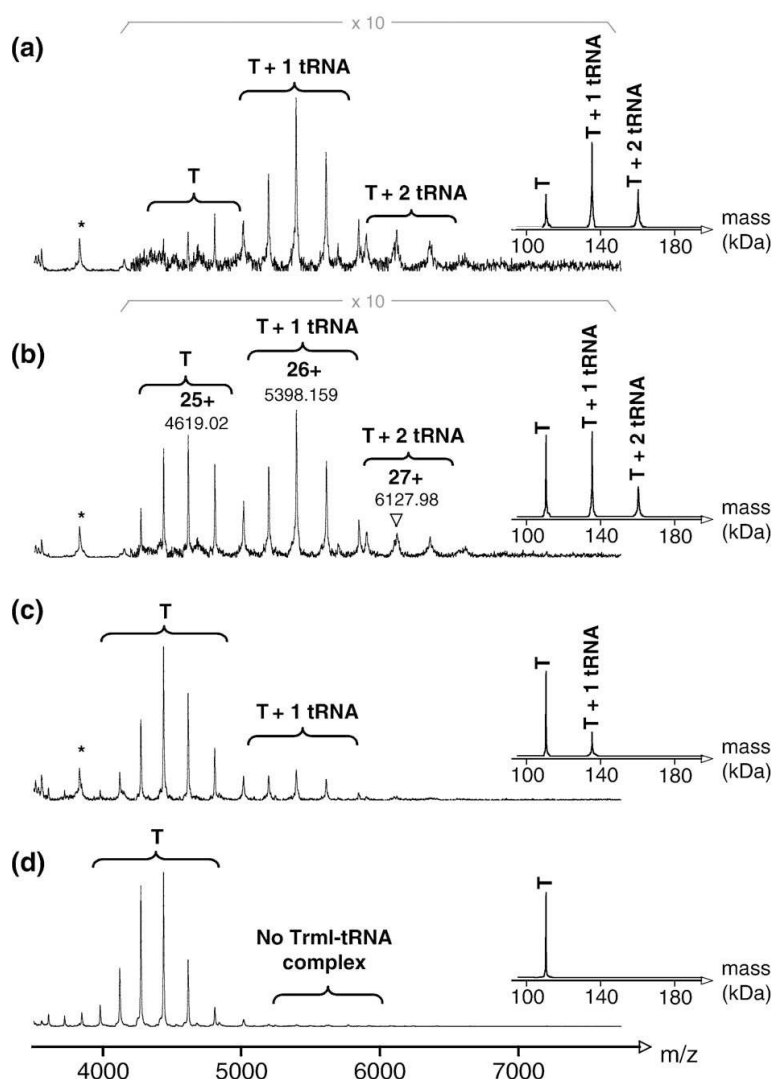 x 10
(a)
T + 1 tRNA
T
T + 2 tRNA
*
T
T + 1 tRNA
T + 2 tRNA
100 140 180
mass
(kDa)
x 10
(b)
T + 1 tRNA
T
26+
25+
5398.159
4619.02
T + 2 tRNA
27+
6127.98
*
T
T + 1 tRNA
T + 2 tRNA
100 140 180
mass
(kDa)
(c)
T
T + 1 tRNA
*
T
T + 1 tRNA
100 140 180
mass
(kDa)
(d)
T
No TrmI-tRNA
complex
T
100 140 180
mass
(kDa)
4000 5000 6000 7000 m/z